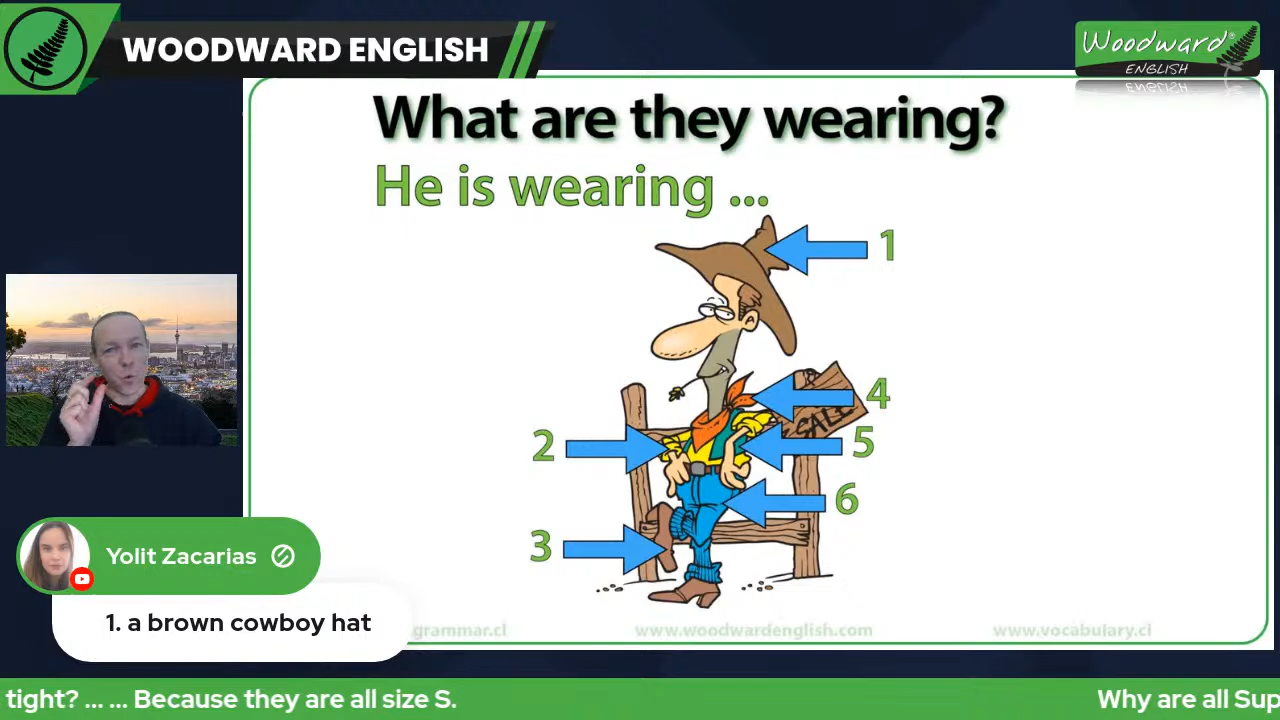 WOODWARD ENGLISH
Woodward®
ENGLISH
What are they wearing?
He is wearing ...
1
4
2
5
6
3
SALE
Yolit Zacarias
1. a brown cowboy hat
grammar.cl
www.woodwardenglish.com
www.vocabulary.cl
tight? ... ... Because they are all size S.
Why are all Sup